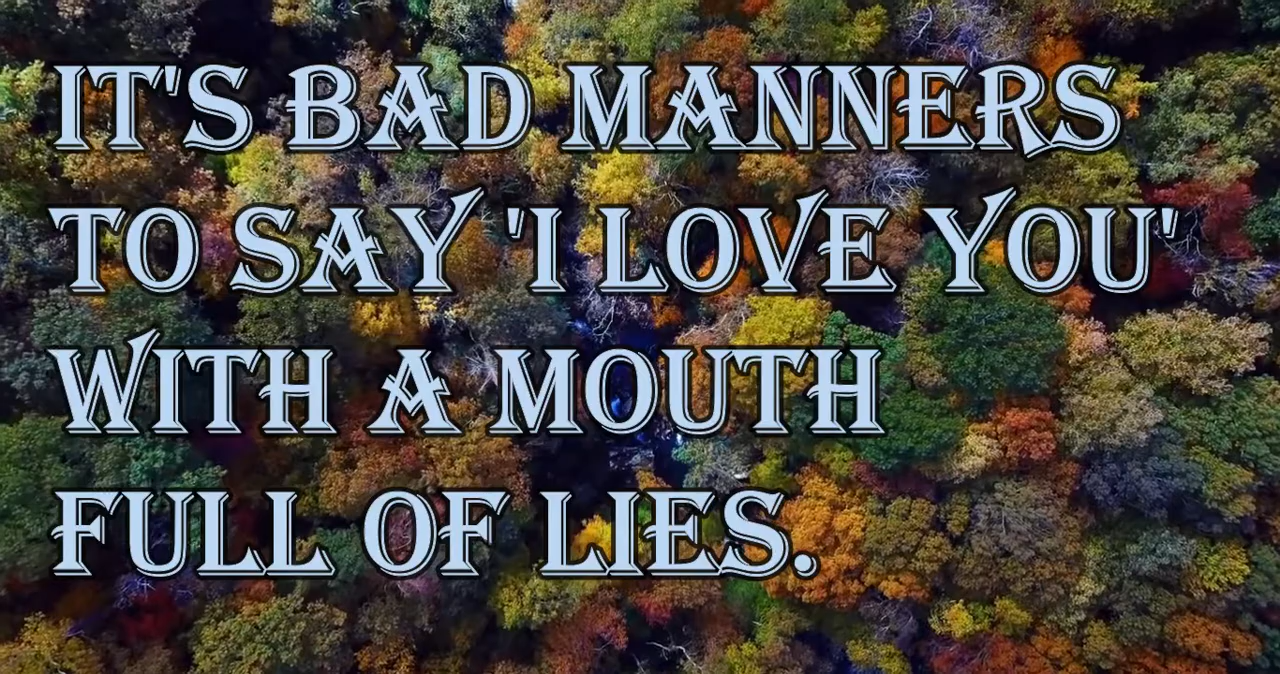 IT'S BAD MANNERS
TO SAY 'I LOVE YOU'
WITH A MOUTH
FULL OF LIES.